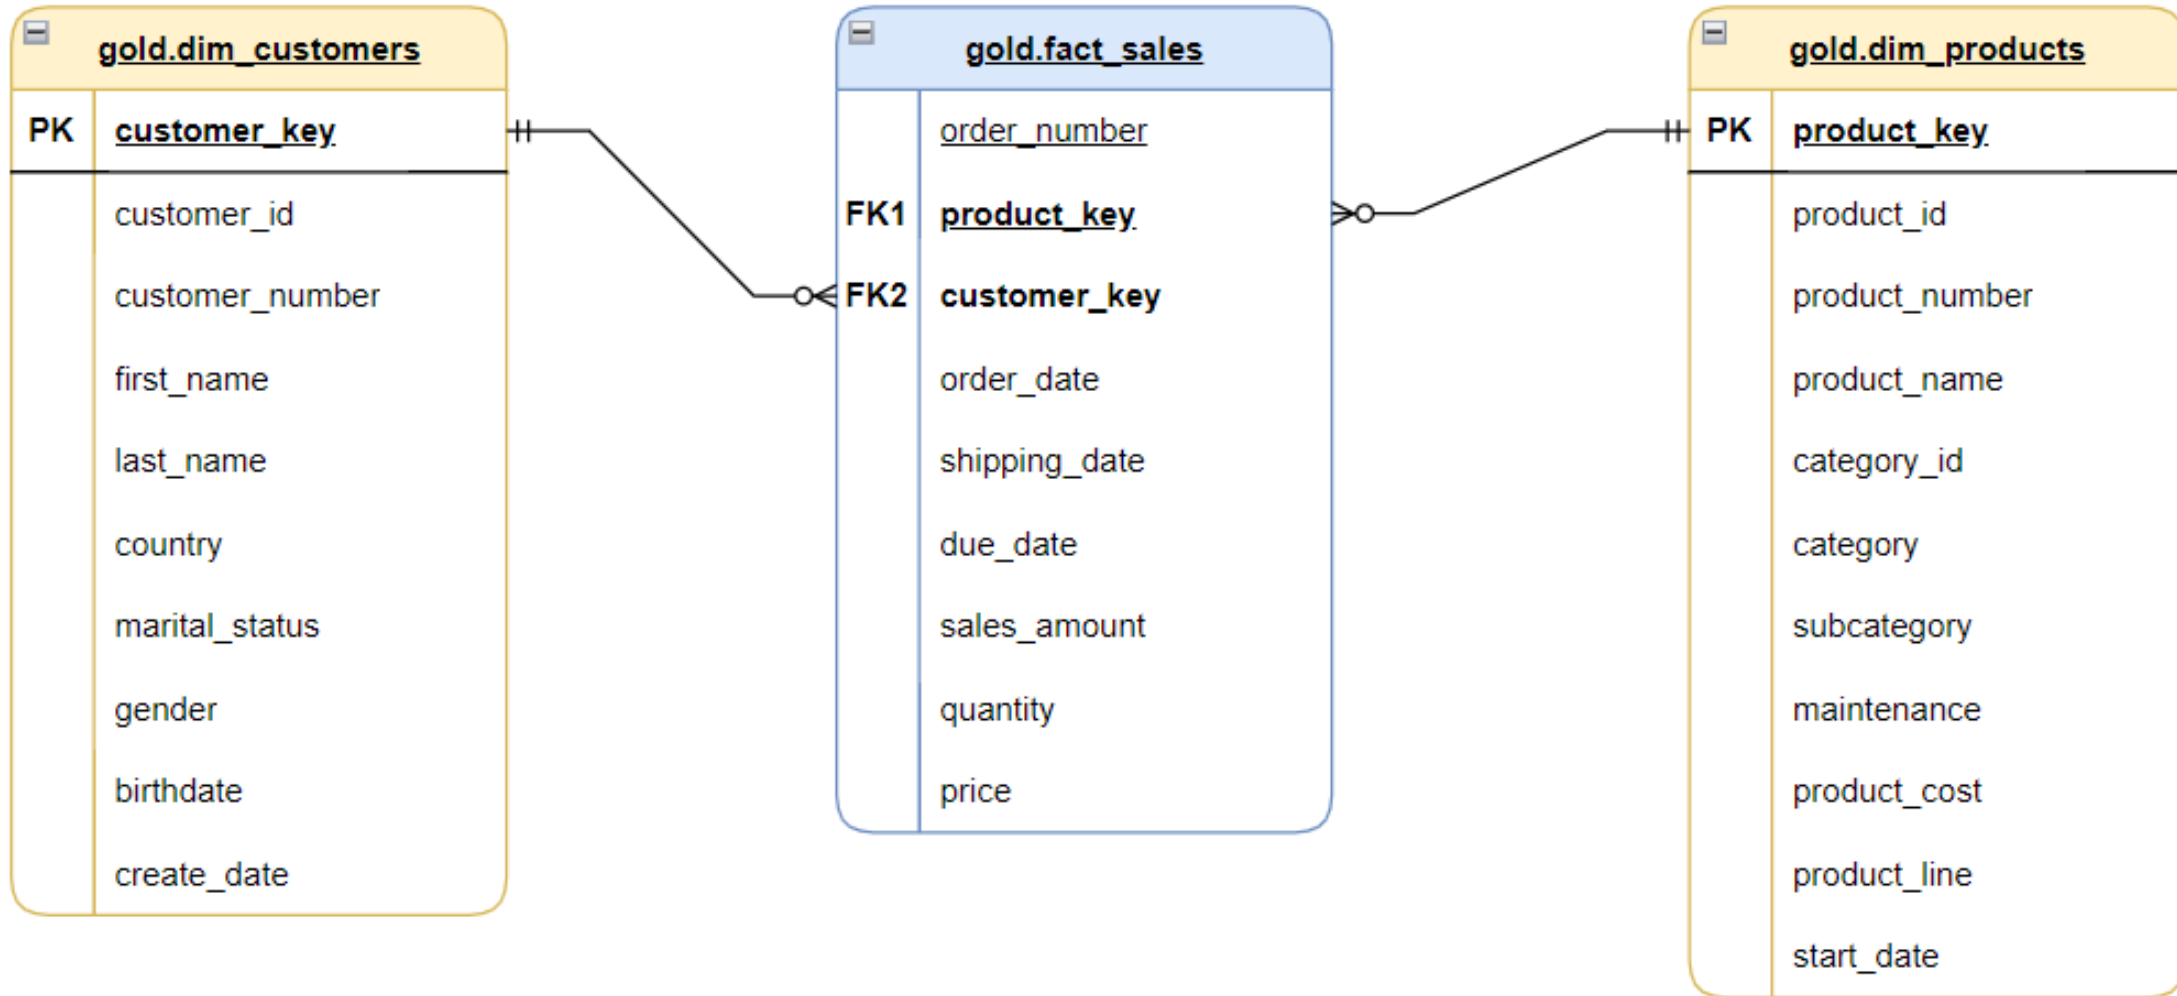 gold.dim_customers
PK customer_key
customer_id
customer_number
first_name
last_name
country
marital_status
gender
birthdate
create_date
gold.fact_sales
order_number
FK1 product_key
FK2 customer_key
order_date
shipping_date
due_date
sales_amount
quantity
price
gold.dim_products
PK product_key
product_id
product_number
product_name
category_id
category
subcategory
maintenance
product_cost
product_line
start_date